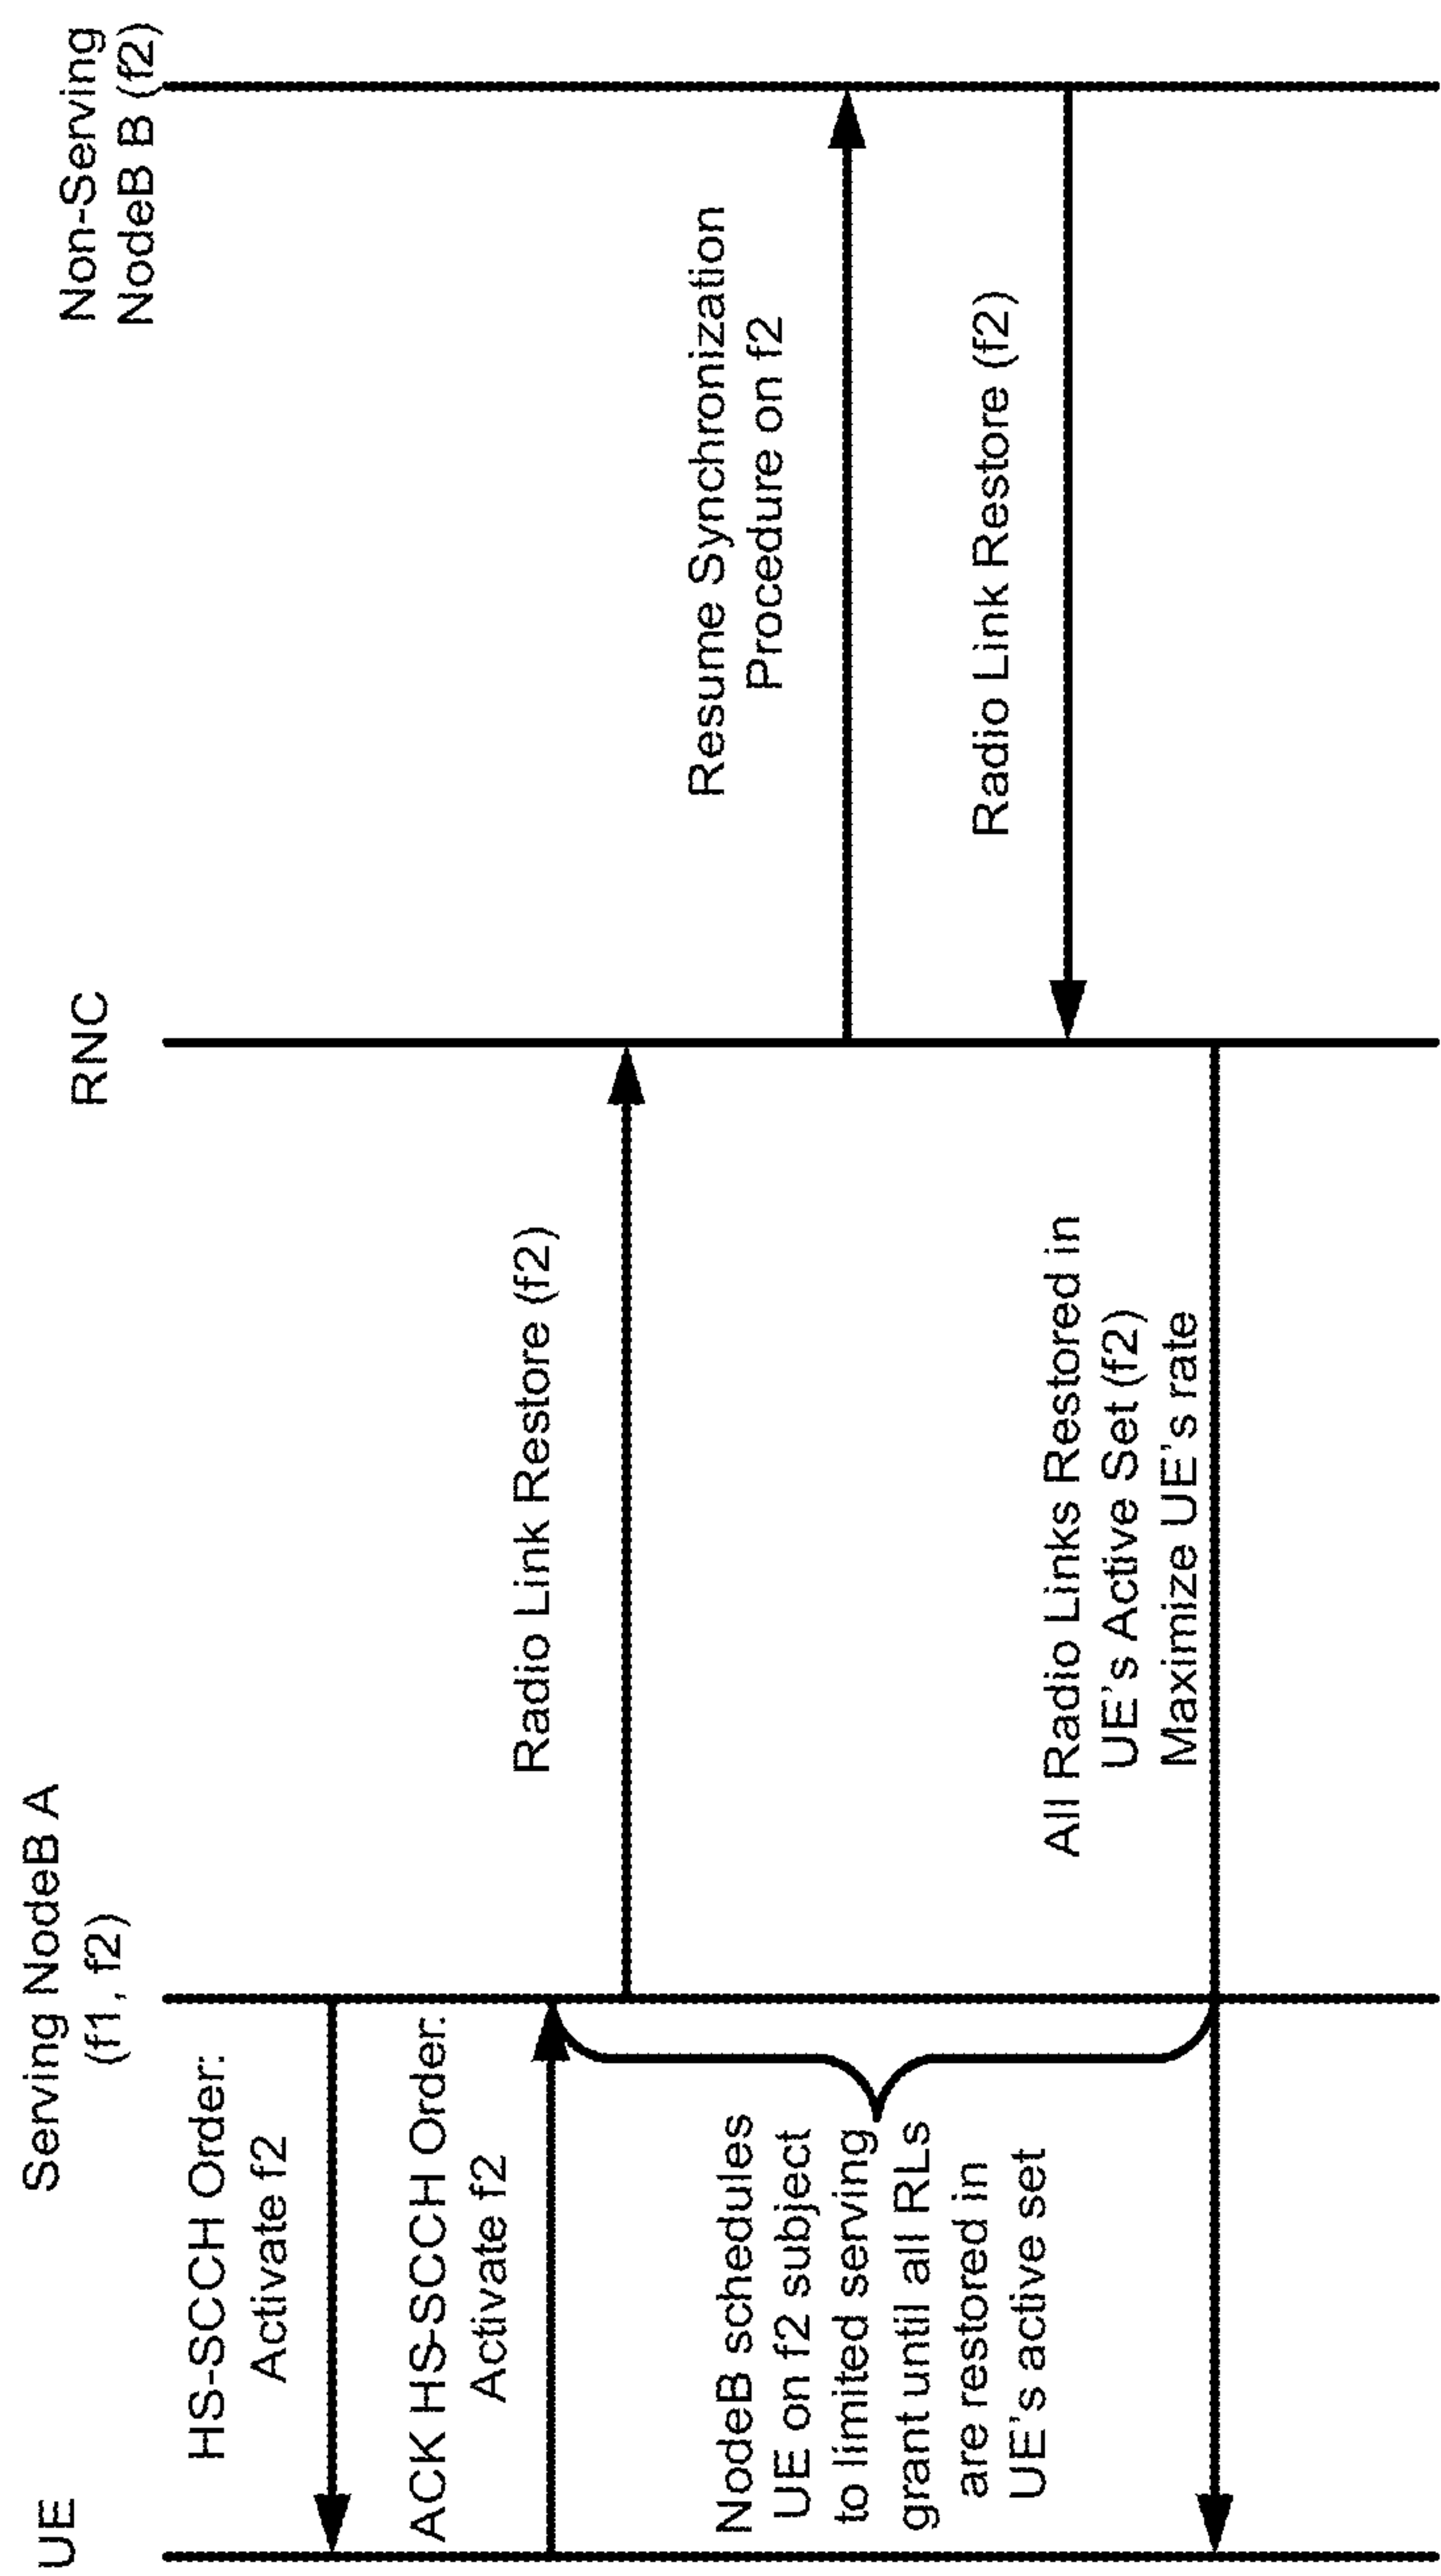 UE
Serving NodeB A
(f1, f2)
RNC
Non-Serving
NodeB B (f2)
HS-SCCH Order:
Activate f2
ACK HS-SCCH Order:
Activate f2
Radio Link Restore (f2)
Resume Synchronization
Procedure on f2
NodeB schedules
UE on f2 subject
to limited serving
grant until all RLs
are restored in
UE's active set
Radio Link Restore (f2)
All Radio Links Restored in
UE's Active Set (f2)
Maximize UE's rate